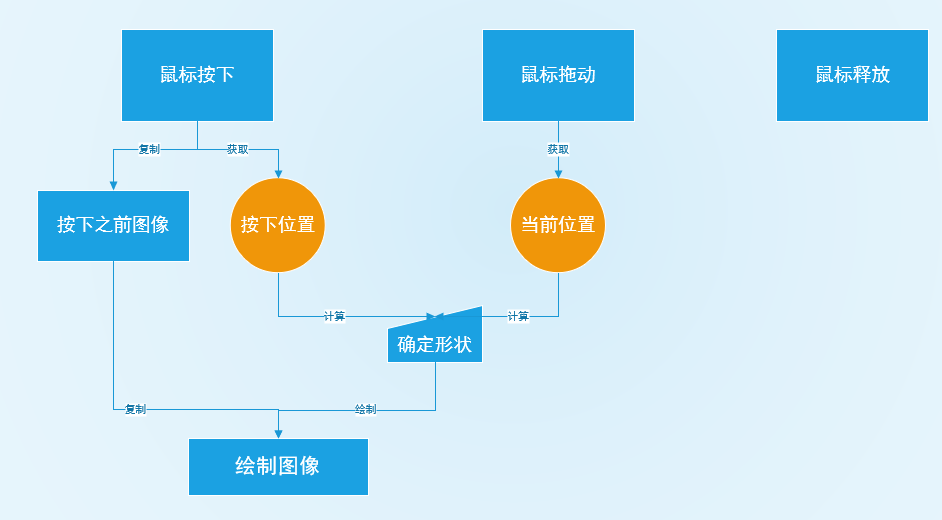 鼠标按下
鼠标拖动
鼠标释放
复制
获取
获取
按下之前图像
按下位置
当前位置
计算
计算
确定形状
复制
绘制
绘制图像